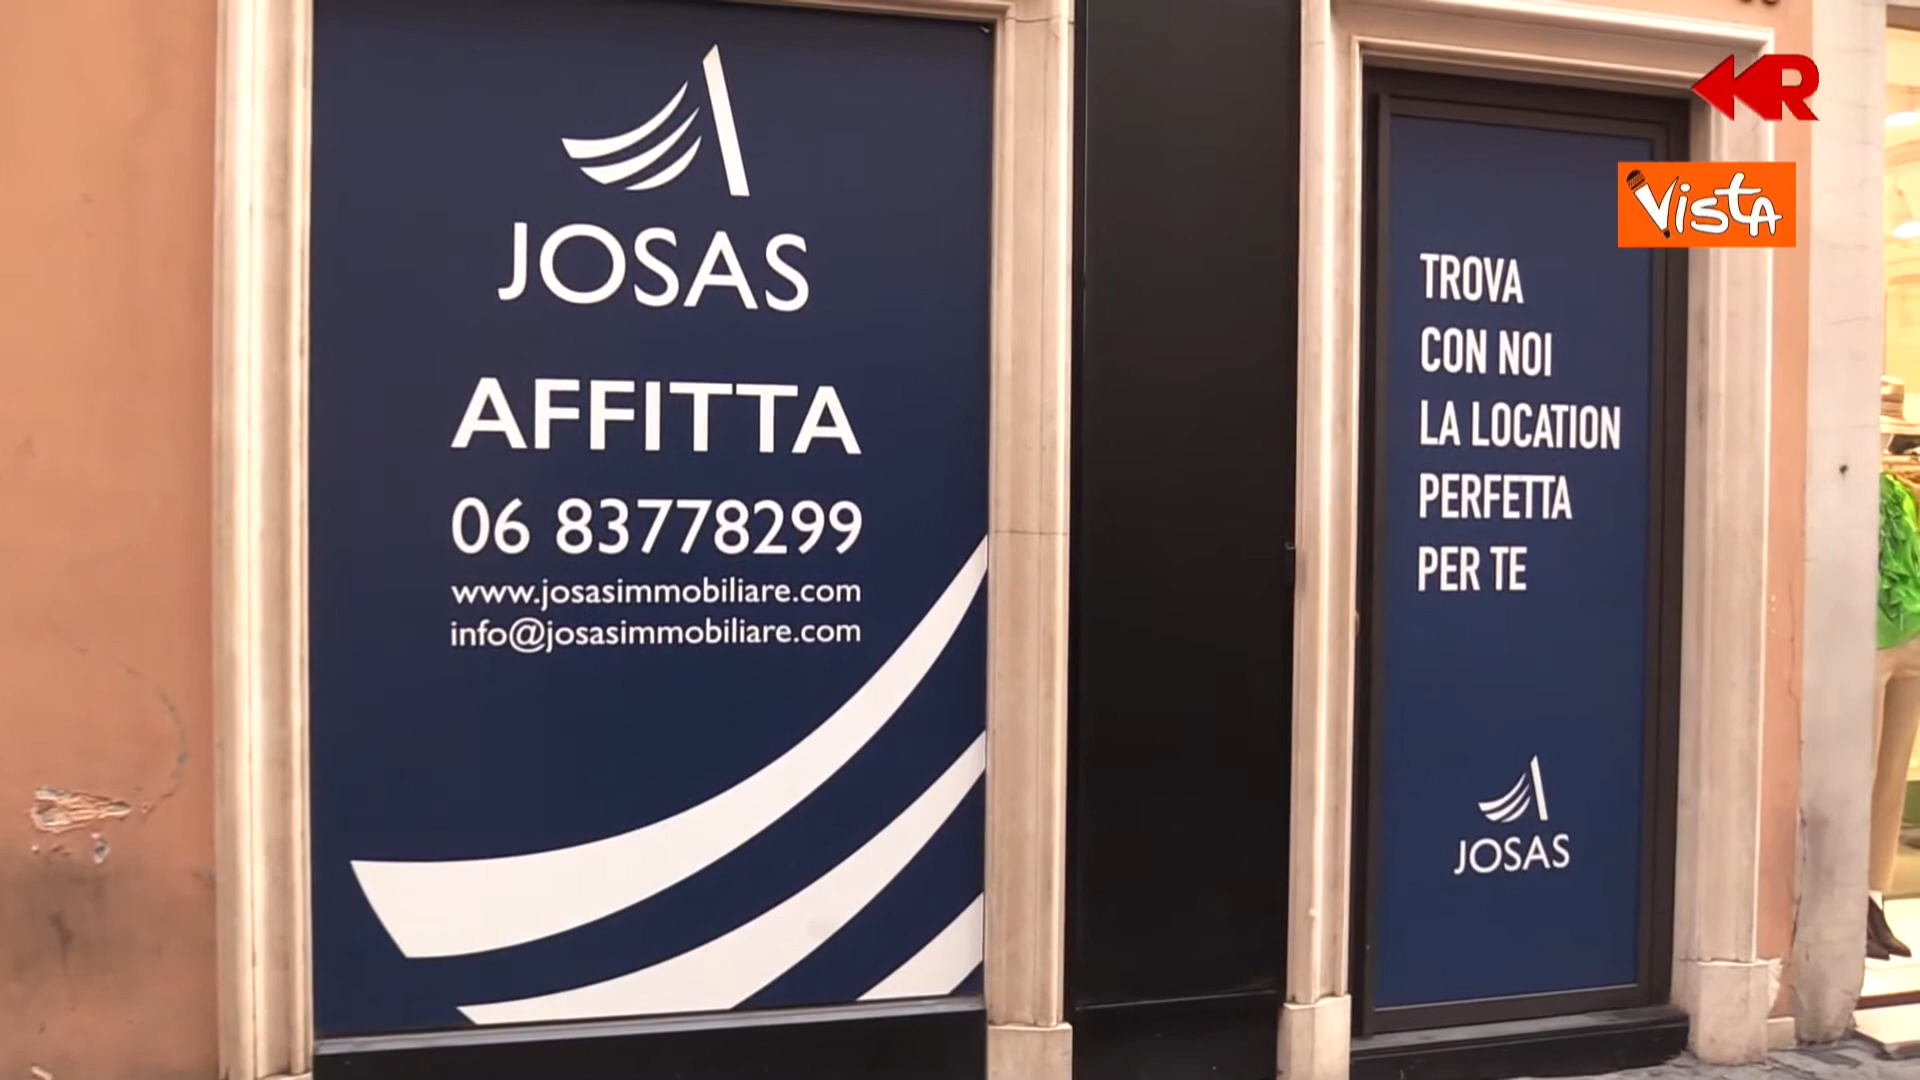 JOSAS
AFFITTA
06 83778299
www.josasimmobiliare.com
info@josasimmobiliare.com
TROVA
CON NOI
LA LOCATION
PERFETTA
PER TE
JOSAS
R
VISTA